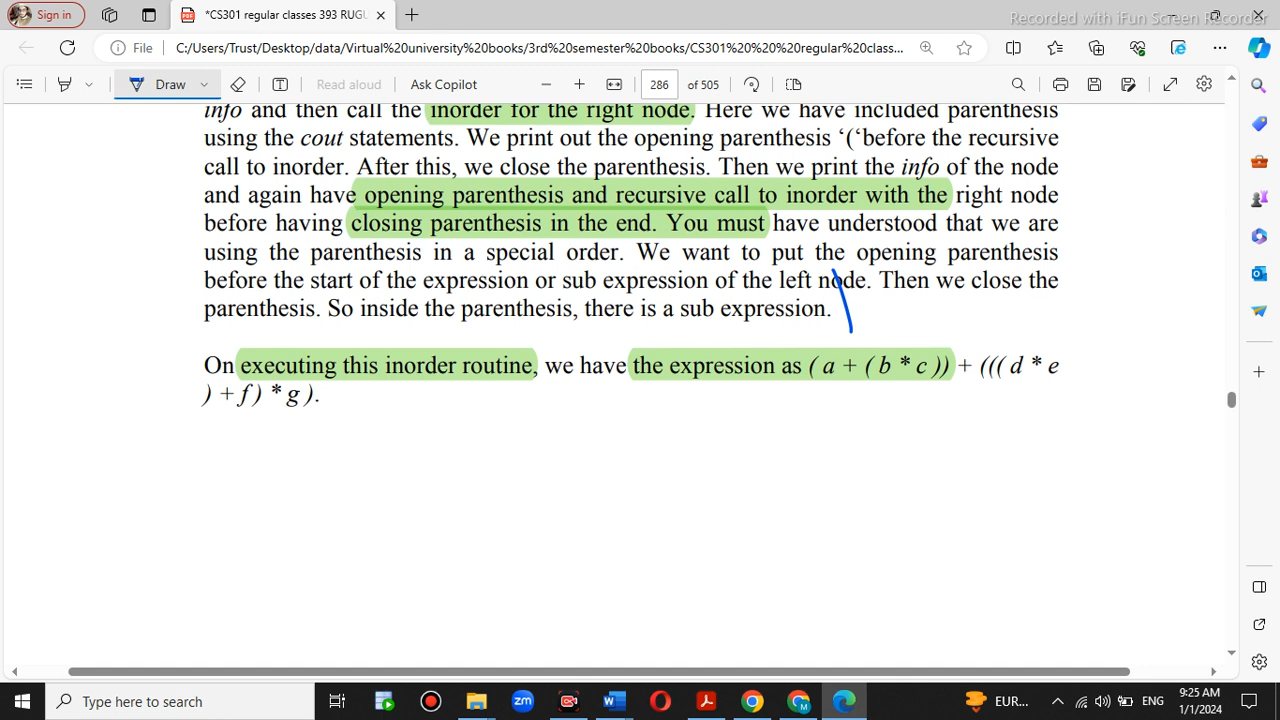 Sign in
*CS301 regular classes 393 RUGU
Recorded with iFun Screen Recorder
File
C:/Users/Trust/Desktop/data/Virtual%20university%20books/3rd%20semester%20books/CS301%20%20%20regular%20clas...
Draw
Read aloud
Ask Copilot
286 of 505
info and then call the inorder for the right node. Here we have included parenthesis
using the cout statements. We print out the opening parenthesis ‘(‘before the recursive
call to inorder. After this, we close the parenthesis. Then we print the info of the node
and again have opening parenthesis and recursive call to inorder with the right node
before having closing parenthesis in the end. You must have understood that we are
using the parenthesis in a special order. We want to put the opening parenthesis
before the start of the expression or sub expression of the left node. Then we close the
parenthesis. So inside the parenthesis, there is a sub expression.
On executing this inorder routine, we have the expression as ( a + ( b * c )) + ((( d * e
) + f ) * g ).
Type here to search
EUR...
ENG
9:25 AM
1/1/2024